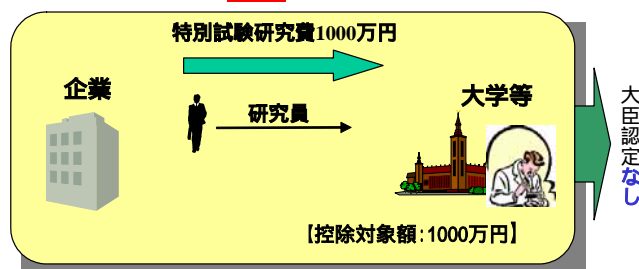 特別試験研究費1000万円
企業
大学等
研究員
【控除対象額:1000万円】
大臣認定なし